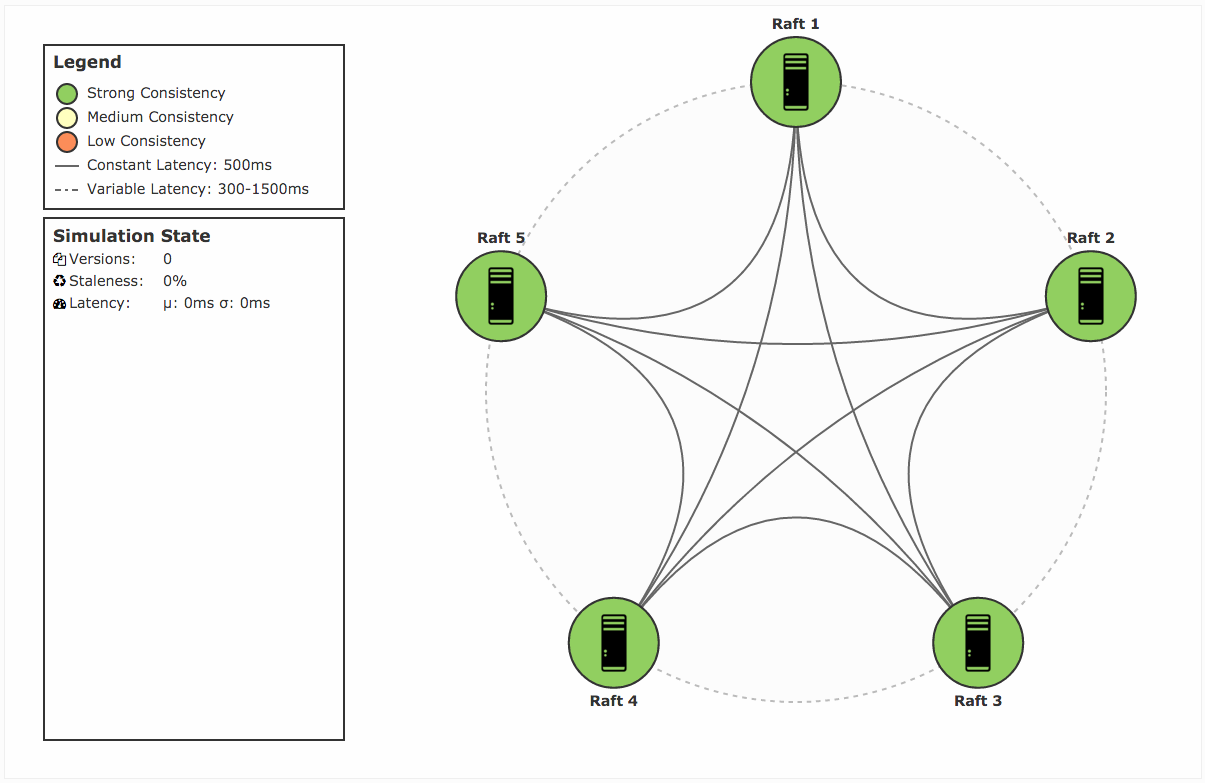 Raft 1
Legend
Strong Consistency
Medium Consistency
Low Consistency
Constant Latency: 500ms
Variable Latency: 300-1500ms
Simulation State
Versions: 0
Staleness: 0%
Latency: μ: 0ms σ: 0ms
Raft 5
Raft 2
Raft 4
Raft 3